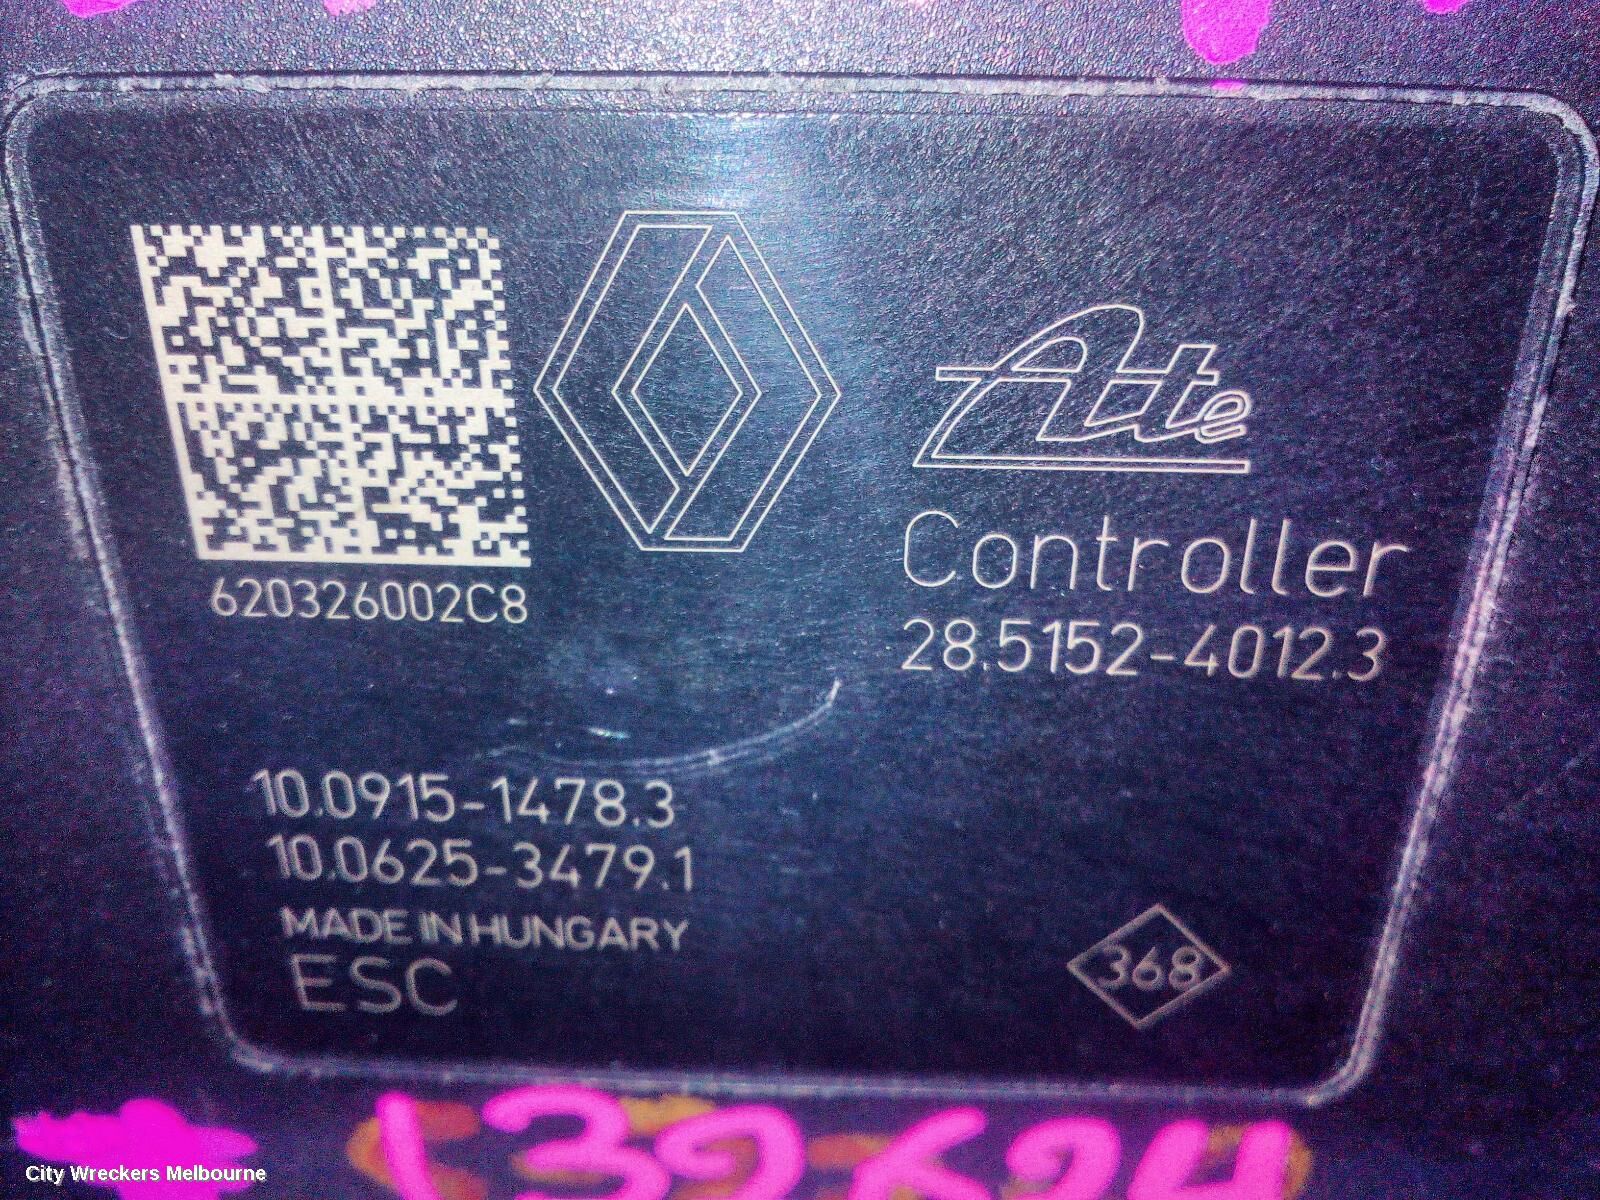 620326002C8
Ate
Controller
28.5152-4012.3
10.0915-1478.3
10.0625-3479.1
MADE IN HUNGARY
ESC
368
City Wreckers Melbourne